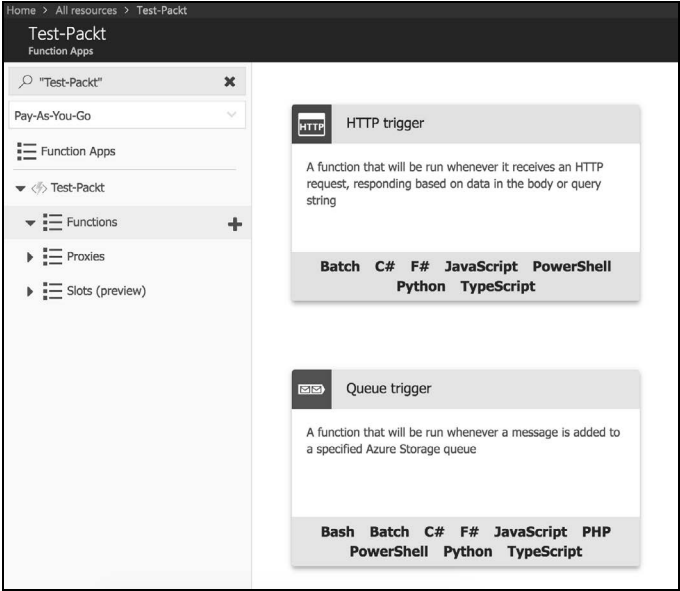 Home > All resources > Test-Packt
Test-Packt
Function Apps
"Test-Packt"
Pay-As-You-Go
Function Apps
Test-Packt
Functions
Proxies
Slots (preview)
HTTP
HTTP trigger
A function that will be run whenever it receives an HTTP
request, responding based on data in the body or query
string
Batch C# F# JavaScript PowerShell
Python TypeScript
Queue trigger
A function that will be run whenever a message is added to
a specified Azure Storage queue
Bash Batch C# F# JavaScript PHP
PowerShell Python TypeScript